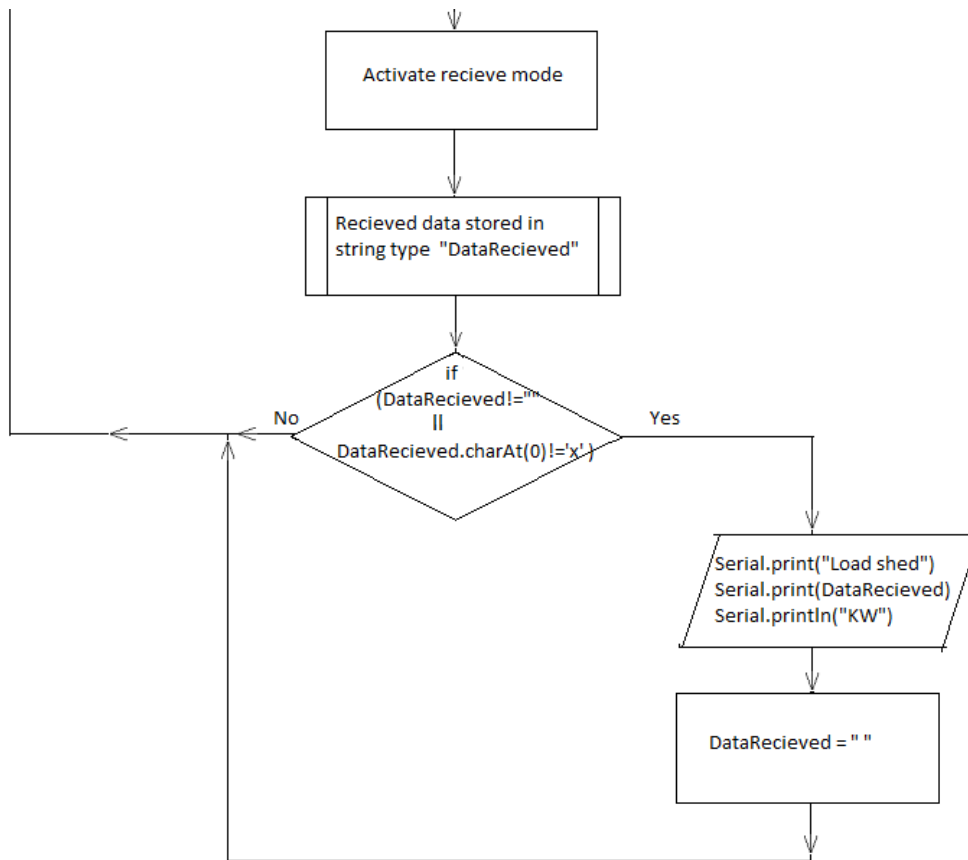 Activate recieve mode
Recieved data stored in
string type "DataRecieved"
if
(DataRecieved!=""
||
DataRecieved.charAt(0)!='x' )
No
Yes
Serial.print("Load shed")
Serial.print(DataRecieved)
Serial.println("KW")
DataRecieved = " "